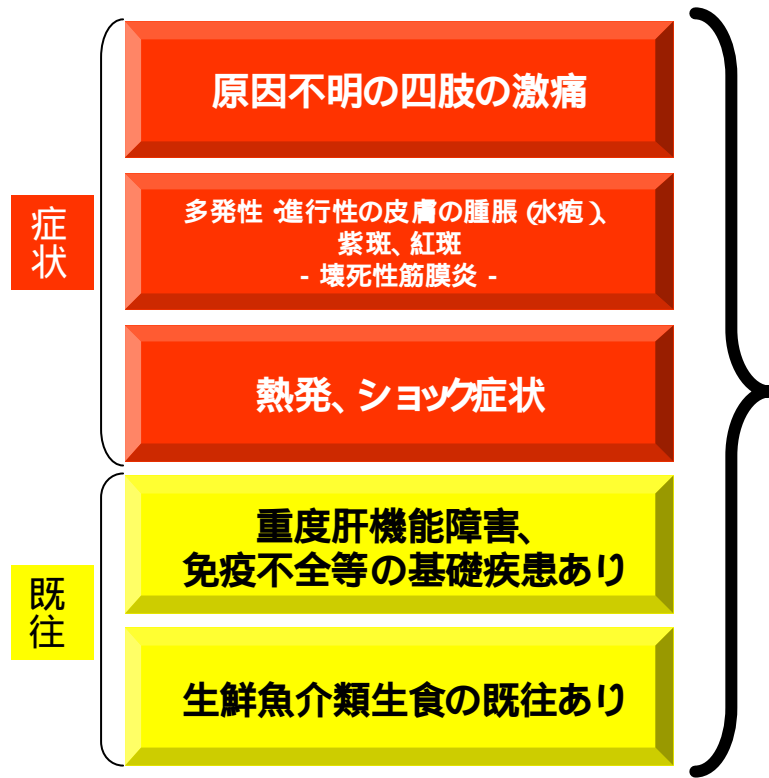 症状
原因不明の四肢の激痛
多発性・進行性の皮膚の腫脹(水疱)、
紫斑、紅斑
- 壊死性筋膜炎 -
熱発、ショック症状
既往
重度肝機能障害、
免疫不全等の基礎疾患あり
生鮮魚介類生食の既往あり